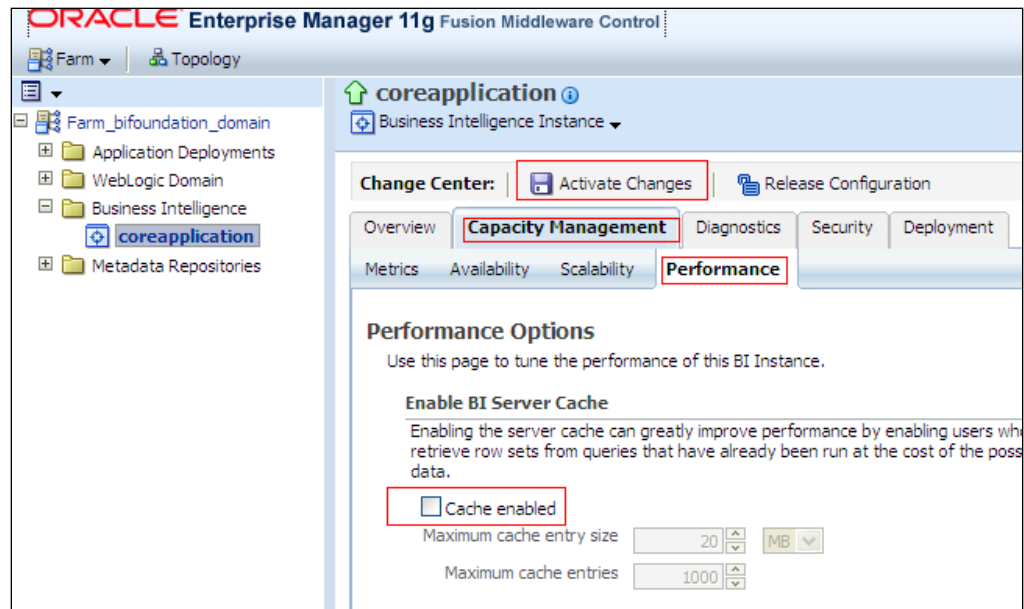 ORACLE Enterprise Manager 11g Fusion Middleware Control
Farm Topology
coreapplication
Business Intelligence Instance
Farm_bifoundation_domain
Application Deployments
WebLogic Domain
Business Intelligence
coreapplication
Metadata Repositories
Change Center: Activate Changes Release Configuration
Overview Capacity Management Diagnostics Security Deployment
Metrics Availability Scalability Performance
Performance Options
Use this page to tune the performance of this BI Instance.
Enable BI Server Cache
Enabling the server cache can greatly improve performance by enabling users
retrieve row sets from queries that have already been run at the cost of the
data.
Cache enabled
Maximum cache entry size 20 MB
Maximum cache entries 1000